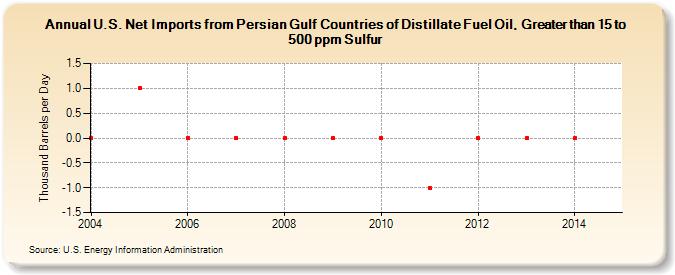 Annual U.S. Net Imports from Persian Gulf Countries of Distillate Fuel Oil, Greater than 15 to
500 ppm Sulfur
Thousand Barrels per Day
1.5
1.0
0.5
0.0
-0.5
-1.0
-1.5
2004 2006 2008 2010 2012 2014
Source: U.S. Energy Information Administration